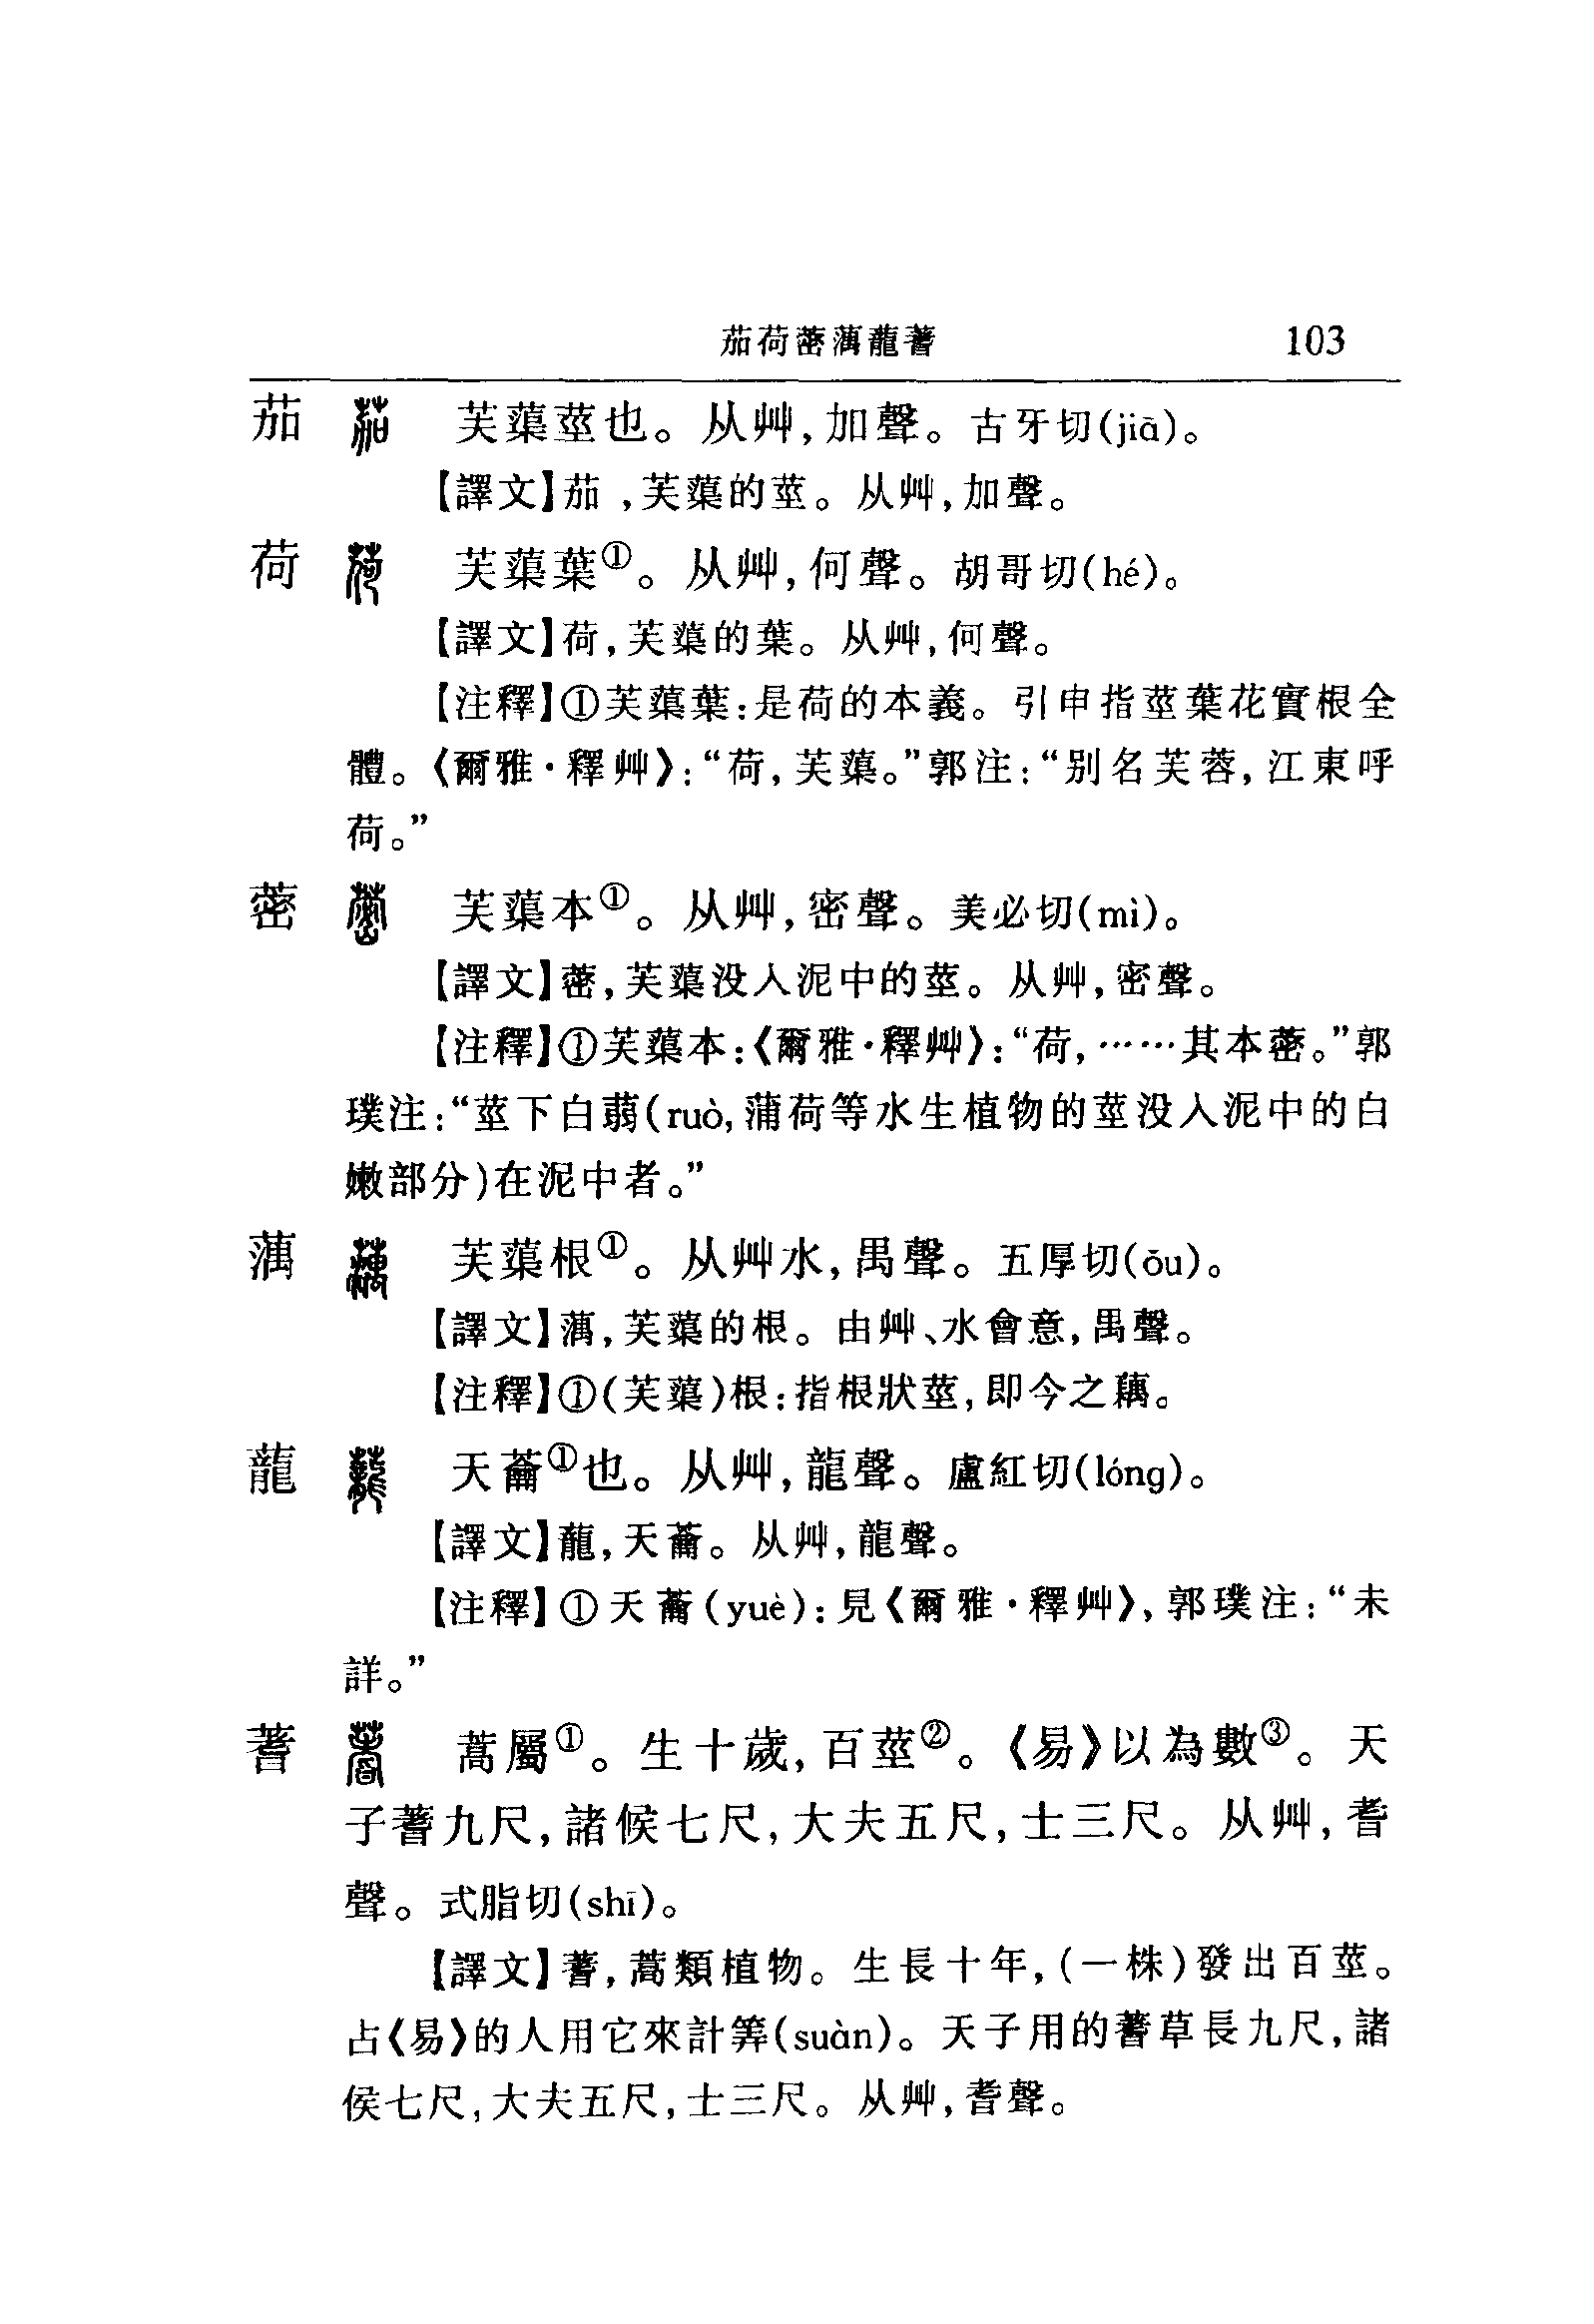 茄荷蔤蕅蘢蓍 103
茄 芙蕖莖也。从艸,加聲。古牙切(jiā)。
【譯文】茄,芙蕖的莖。从艸,加聲。
荷 芙蕖葉①。从艸,何聲。胡哥切(hé)。
【譯文】荷,芙蕖的葉。从艸,何聲。
【注釋】①芙蕖葉:是荷的本義。引申指莖葉花實根全
體。《爾雅·釋艸》:“荷,芙蕖。”郭注:“别名芙蓉,江東呼
荷。”
蔤 芙蕖本①。从艸,密聲。美必切(mì)。
【譯文】蔤,芙蕖没入泥中的莖。从艸,密聲。
【注釋】①芙蕖本:《爾雅·釋艸》:“荷,……其本蔤。”郭
璞注:“莖下白蒻(ruò,蒲荷等水生植物的莖没入泥中的白
嫩部分)在泥中者。”
蕅 芙蕖根①。从艸水,禺聲。五厚切(ǒu)。
【譯文】蕅,芙蕖的根。由艸、水會意,禺聲。
【注釋】①(芙蕖)根:指根狀莖,即今之藕。
蘢 天蘥①也。从艸,龍聲。盧紅切(lóng)。
【譯文】蘢,天蘥。从艸,龍聲。
【注釋】①天蘥(yuè):見《爾雅·釋艸》,郭璞注:“未
詳。”
蓍 蒿屬①。生十歲,百莖②。《易》以為數③。天
子蓍九尺,諸候七尺,大夫五尺,士三尺。从艸,耆
聲。式脂切(shī)。
【譯文】蓍,蒿類植物。生長十年,(一株)發出百莖。
占《易》的人用它來計筭(suàn)。天子用的蓍草長九尺,諸
侯七尺,大夫五尺,士三尺。从艸,耆聲。